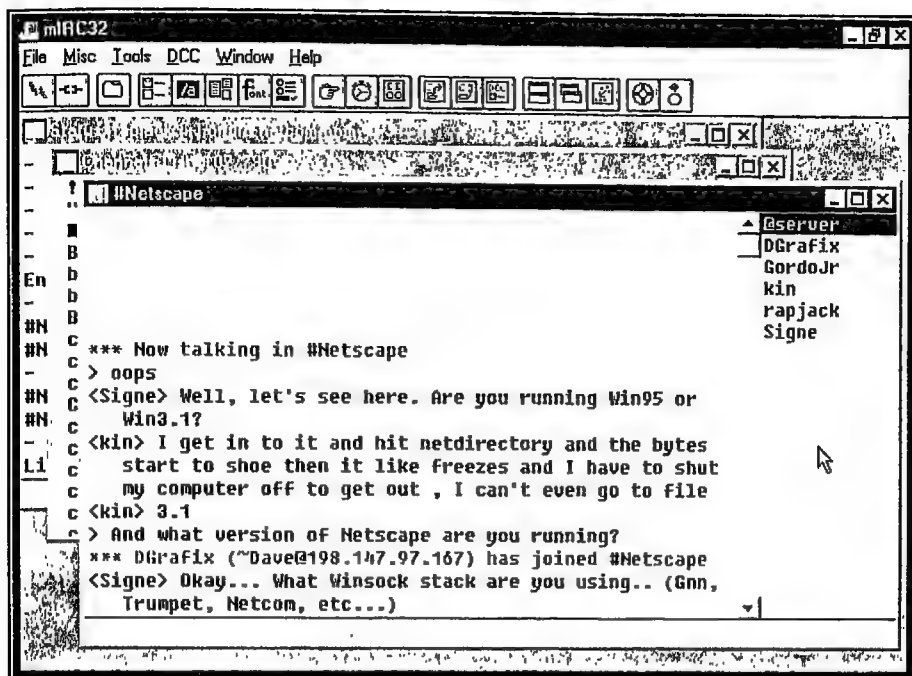 mIRC32
File Misc Tools DCC Window Help
font
#Netscape
@server
DGrafix
GordoJr
kin
rapjack
Signe
En
#N
#N
#N
#N
Li
B
b
b
B
c
c
c
c
c
c
c
c
c
*** Now talking in #Netscape
> oops
<Signe> Well, let's see here. Are you running Win95 or
Win3.1?
<kin> I get in to it and hit netdirectory and the bytes
start to shoe then it like freezes and I have to shut
my computer off to get out , I can't even go to file
<kin> 3.1
> And what version of Netscape are you running?
*** DGrafix (~Dave@198.147.97.167) has joined #Netscape
<Signe> Okay... What Winsock stack are you using.. (Gnn,
Trumpet, Netcom, etc...)